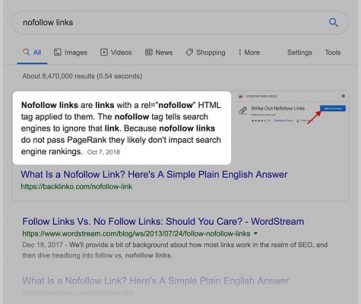 nofollow links
All Images Videos News Shopping More Settings Tools
About 8,470,000 results (0.54 seconds)
Nofollow links are links with a rel="nofollow" HTML
tag applied to them. The nofollow tag tells search
engines to ignore that link. Because nofollow links
do not pass PageRank they likely don't impact search
engine rankings. Oct 7, 2018
Strike Out Nofollow Links
What Is a Nofollow Link? Here's A Simple Plain English Answer
https://backlinko.com/nofollow-link
Follow Links Vs. No Follow Links: Should You Care? - WordStream
https://www.wordstream.com/blog/ws/2013/07/24/follow-nofollow-links
Dec 18, 2017 - We'll provide a bit of background about how most links work in the realm of SEO, and
then dive headlong into follow vs. nofollow links.
What Is a Nofollow Link? Here's A Simple Plain English Answer
https://backlinko.com/nofollow-link